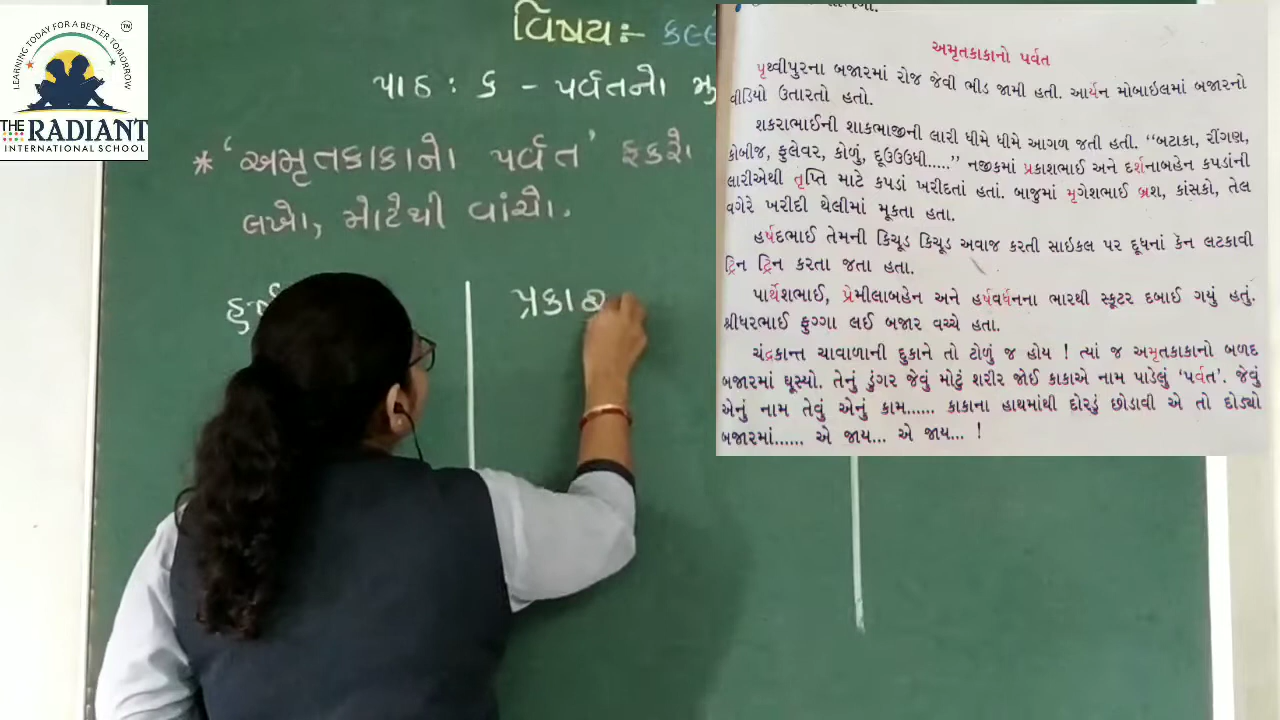 LEARNING TODAY FOR A BETTER TOMORROW
TM
THE RADIANT
INTERNATIONAL SCHOOL
વિષય:-
પાઠ : ૬ - પર્વતનો
* 'અમૃતકાકાનો પર્વત' ફકરો
લખો, મોટેથી વાંચો.
અમૃતકાકાનો પર્વત
પૃથ્વીપુરના બજારમાં રોજ જેવી ભીડ જામી હતી. આર્યન મોબાઇલમાં બજારનો
વીડિયો ઉતારતો હતો.
શકરાભાઈની શાકભાજીની લારી ધીમે ધીમે આગળ જતી હતી. “બટાકા, રીંગણ,
કોબીજ, ફુલેવર, કોળું, દૂઉઉઉધી.....” નજીકમાં પ્રકાશભાઈ અને દર્શનાબહેન કપડાંની
લારીએથી તૃપ્તિ માટે કપડાં ખરીદતાં હતાં. બાજુમાં મૃગેશભાઈ બ્રશ, કાંસકો, તેલ
વગેરે ખરીદી થેલીમાં મૂકતા હતા.
હર્ષદભાઈ તેમની કિચૂડ કિચૂડ અવાજ કરતી સાઇકલ પર દૂધનાં કૅન લટકાવી
ટ્રિન ટ્રિન કરતા જતા હતા.
પાર્થેશભાઈ, પ્રેમીલાબહેન અને હર્ષવર્ધનના ભારથી સ્કૂટર દબાઈ ગયું હતું.
શ્રીધરભાઈ ફુગ્ગા લઈ બજાર વચ્ચે હતા.
ચંદ્રકાન્ત ચાવાળાની દુકાને તો ટોળું જ હોય ! ત્યાં જ અમૃતકાકાનો બળદ
બજારમાં ઘૂસ્યો. તેનું ડુંગર જેવું મોટું શરીર જોઈ કાકાએ નામ પાડેલું ‘પર્વત’. જેવું
એનું નામ તેવું એનું કામ...... કાકાના હાથમાંથી દોરડું છોડાવી એ તો દોડ્યો
બજારમાં...... એ જાય... એ જાય... !